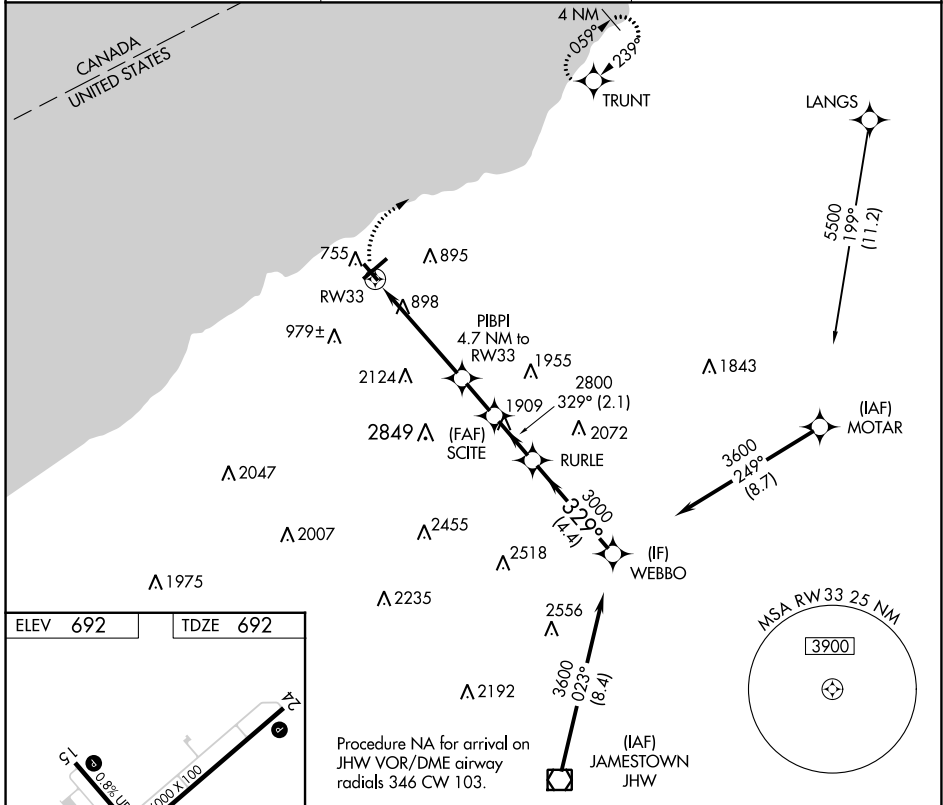 CANADA
UNITED STATES
4 NM
059°
239°
TRUNT
LANGS
5500
199°
(11.2)
755
895
RW33
898
979±
PIBPI
4.7 NM to
RW33
1955
1843
2124
2800
329° (2.1)
1909
2849
(FAF)
SCITE
2072
(IAF)
MOTAR
RURLE
3600
249°
(8.7)
2047
3000
329°
(4.4)
2007
2455
2518
(IF)
WEBBO
1975
2235
2556
ELEV 692
TDZE 692
MSA RW 33 25 NM
3900
3600
023°
(8.4)
2192
24
P
15
P
0.8% UP
Procedure NA for arrival on
JHW VOR/DME airway
radials 346 CW 103.
(IAF)
JAMESTOWN
JHW